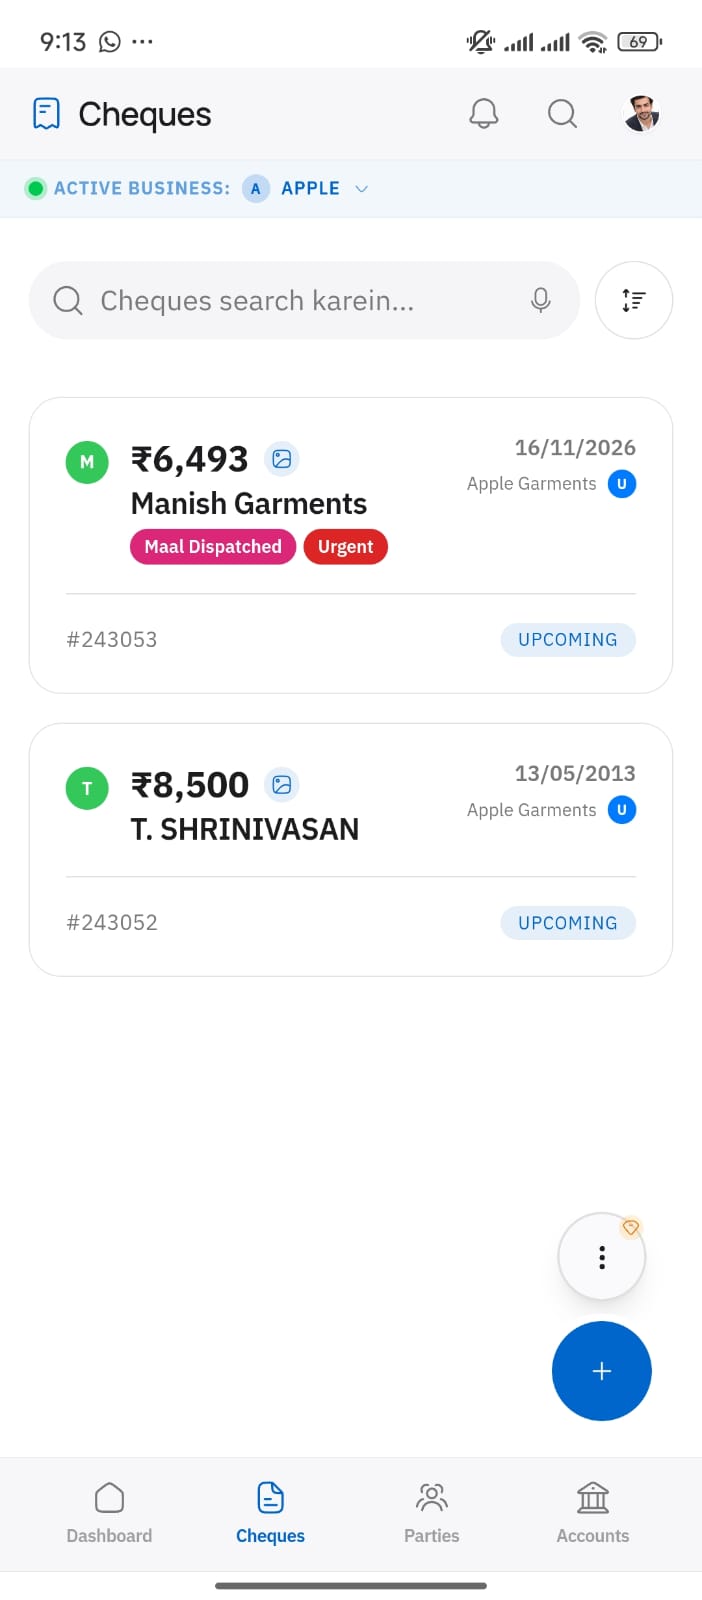 9:13
69
Cheques
ACTIVE BUSINESS: A APPLE
Cheques search karein...
M ₹6,493 16/11/2026
Manish Garments Apple Garments U
Maal Dispatched Urgent
#243053 UPCOMING
T ₹8,500 13/05/2013
T. SHRINIVASAN Apple Garments U
#243052 UPCOMING
Dashboard Cheques Parties Accounts